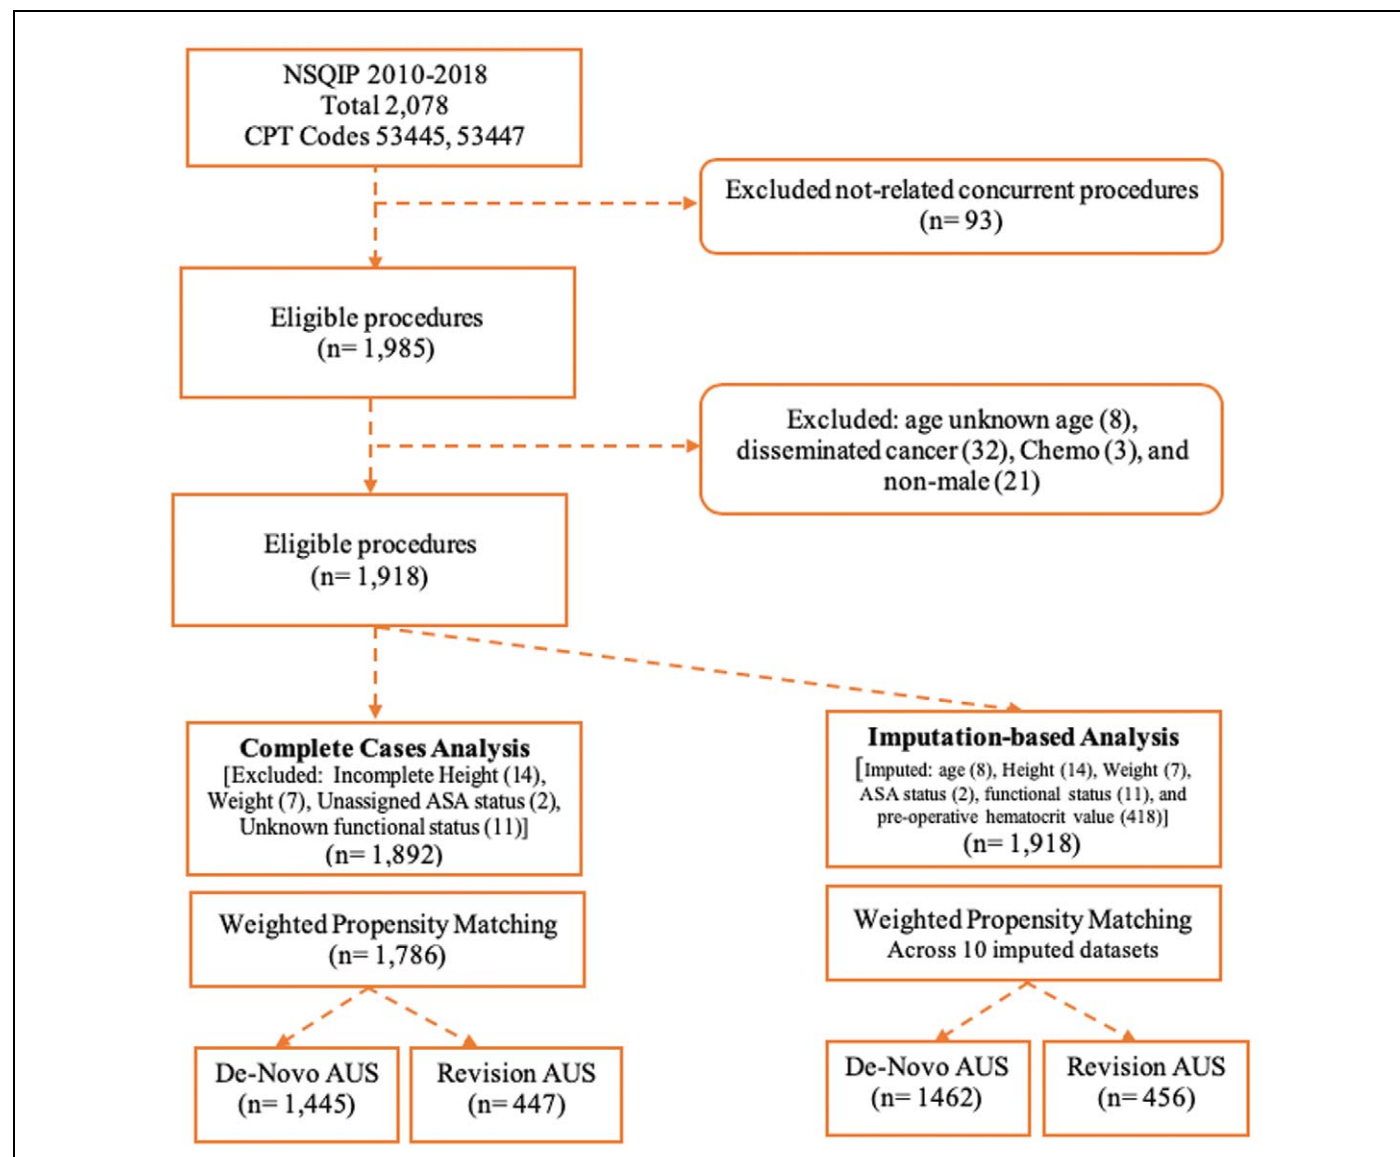 NSQIP 2010-2018
Total 2,078
CPT Codes 53445, 53447
Excluded not-related concurrent procedures
(n= 93)
Eligible procedures
(n= 1,985)
Excluded: age unknown age (8),
disseminated cancer (32), Chemo (3), and
non-male (21)
Eligible procedures
(n= 1,918)
Complete Cases Analysis
[Excluded: Incomplete Height (14),
Weight (7), Unassigned ASA status (2),
Unknown functional status (11)]
(n= 1,892)
Imputation-based Analysis
[Imputed: age (8), Height (14), Weight (7),
ASA status (2), functional status (11), and
pre-operative hematocrit value (418)]
(n= 1,918)
Weighted Propensity Matching
(n= 1,786)
Weighted Propensity Matching
Across 10 imputed datasets
De-Novo AUS
(n= 1,445)
Revision AUS
(n= 447)
De-Novo AUS
(n= 1462)
Revision AUS
(n= 456)